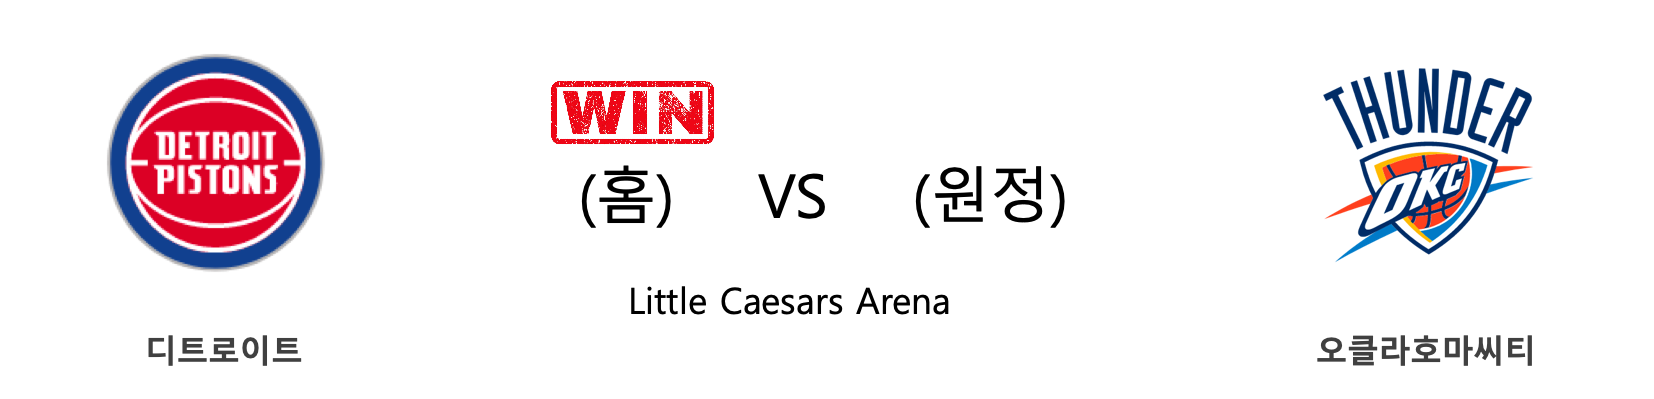 DETROIT
PISTONS
WIN
(홈) VS (원정)
Little Caesars Arena
THUNDER
OKC
디트로이트
오클라호마씨티